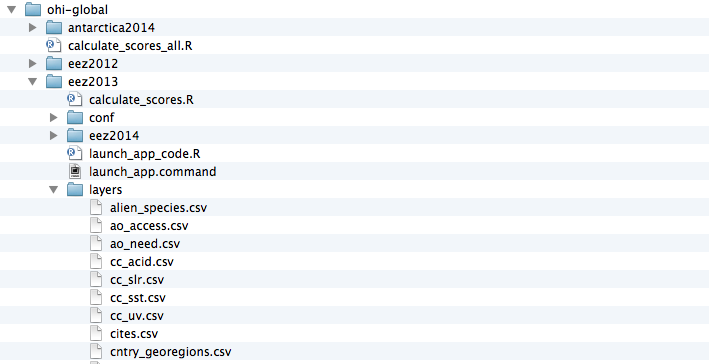 ohi-global
antarctica2014
calculate_scores_all.R
eez2012
eez2013
calculate_scores.R
conf
eez2014
launch_app_code.R
launch_app.command
layers
alien_species.csv
ao_access.csv
ao_need.csv
cc_acid.csv
cc_slr.csv
cc_sst.csv
cc_uv.csv
cites.csv
cntry_georegions.csv